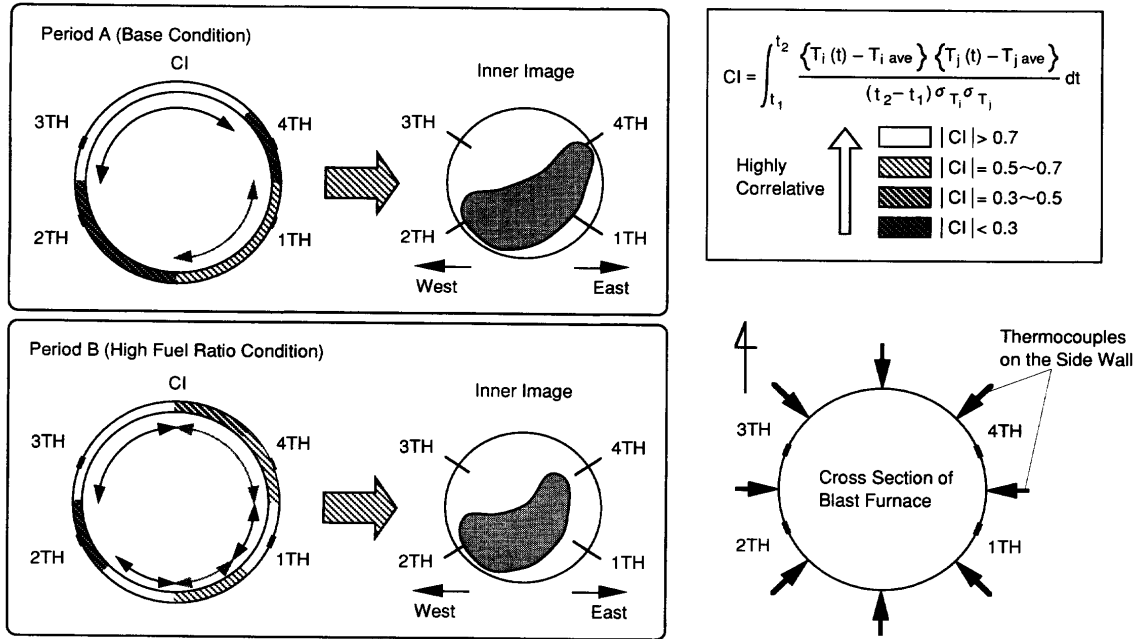 Period A (Base Condition)
CI
3TH
4TH
2TH
1TH
Inner Image
3TH
4TH
2TH
1TH
West
East
CI = ∫ t1 t2 {Ti (t) – Ti ave} {Tj (t) – Tj ave} / (t2 – t1) σTi σTj dt
Highly
Correlative
| CI | > 0.7
| CI | = 0.5~0.7
| CI | = 0.3~0.5
| CI | < 0.3
Period B (High Fuel Ratio Condition)
CI
3TH
4TH
2TH
1TH
Inner Image
3TH
4TH
2TH
1TH
West
East
Thermocouples
on the Side Wall
3TH
4TH
Cross Section of
Blast Furnace
2TH
1TH